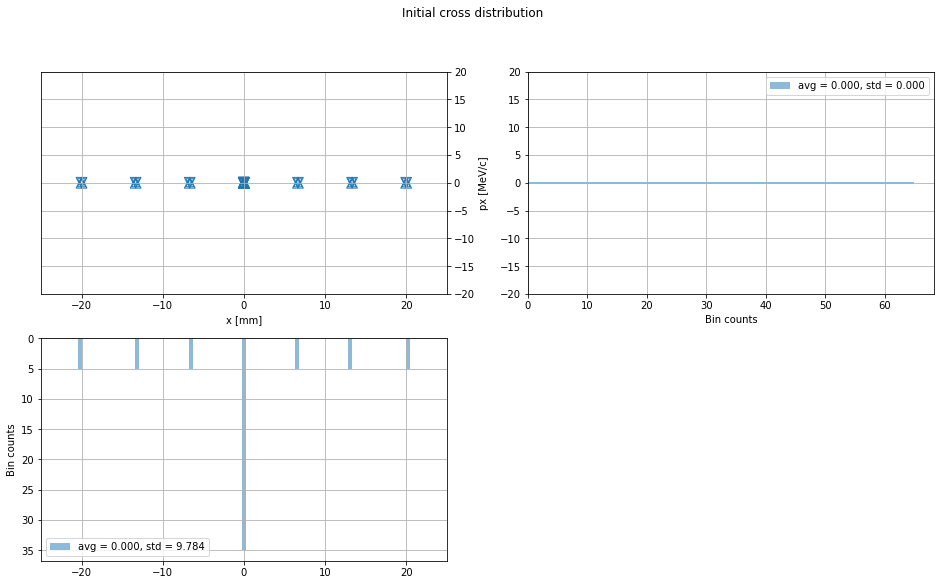 Initial cross distribution
20
15
10
5
0
−5
−10
−15
−20
px [MeV/c]
−20 −10 0 10 20
x [mm]
20
15
10
5
0
−5
−10
−15
−20
avg = 0.000, std = 0.000
0 10 20 30 40 50 60
Bin counts
0
5
10
15
20
25
30
35
Bin counts
avg = 0.000, std = 9.784
−20 −10 0 10 20